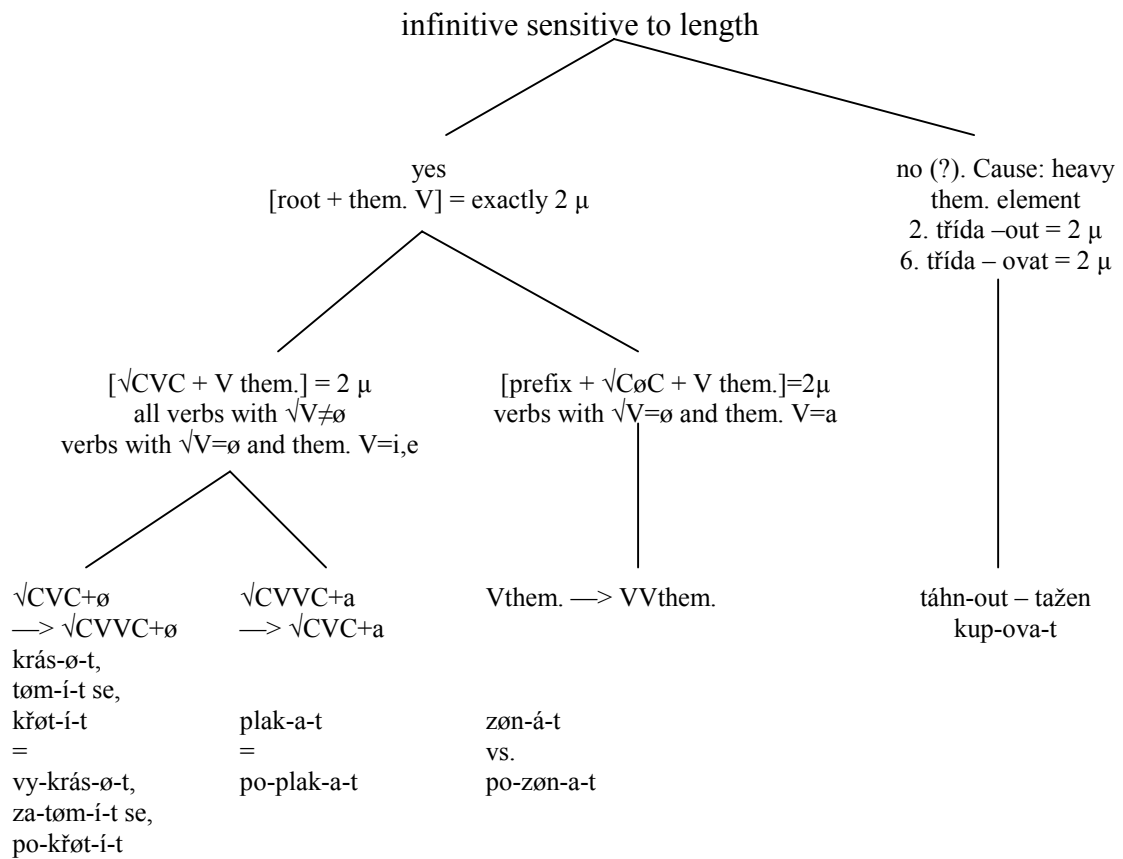 infinitive sensitive to length
yes
[root + them. V] = exactly 2 μ
no (?). Cause: heavy
them. element
2. třída –out = 2 μ
6. třída – ovat = 2 μ
[√CVC + V them.] = 2 μ
all verbs with √V≠ø
verbs with √V=ø and them. V=i,e
[prefix + √CøC + V them.]=2μ
verbs with √V=ø and them. V=a
√CVC+ø
—> √CVVC+ø
krás-ø-t,
tøm-í-t se,
křøt-í-t
=
vy-krás-ø-t,
za-tøm-í-t se,
po-křøt-í-t
√CVVC+a
—> √CVC+a
plak-a-t
=
po-plak-a-t
Vthem. —> VVthem.
zøn-á-t
vs.
po-zøn-a-t
táhn-out – tažen
kup-ova-t